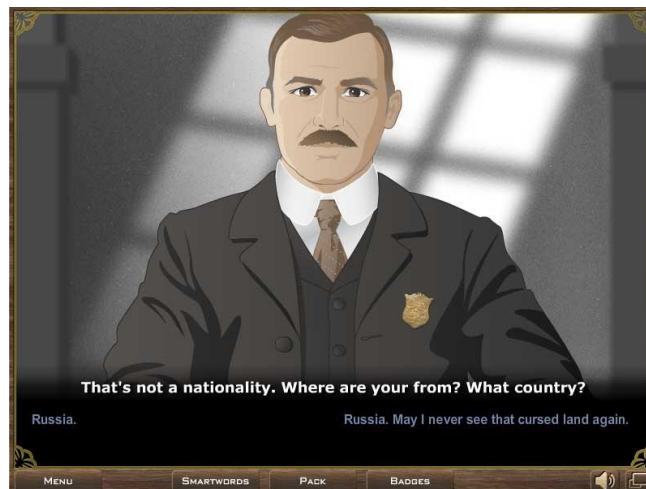 That's not a nationality. Where are your from? What country?
Russia. Russia. May I never see that cursed land again.
MENU SMARTWORDS PACK BADGES